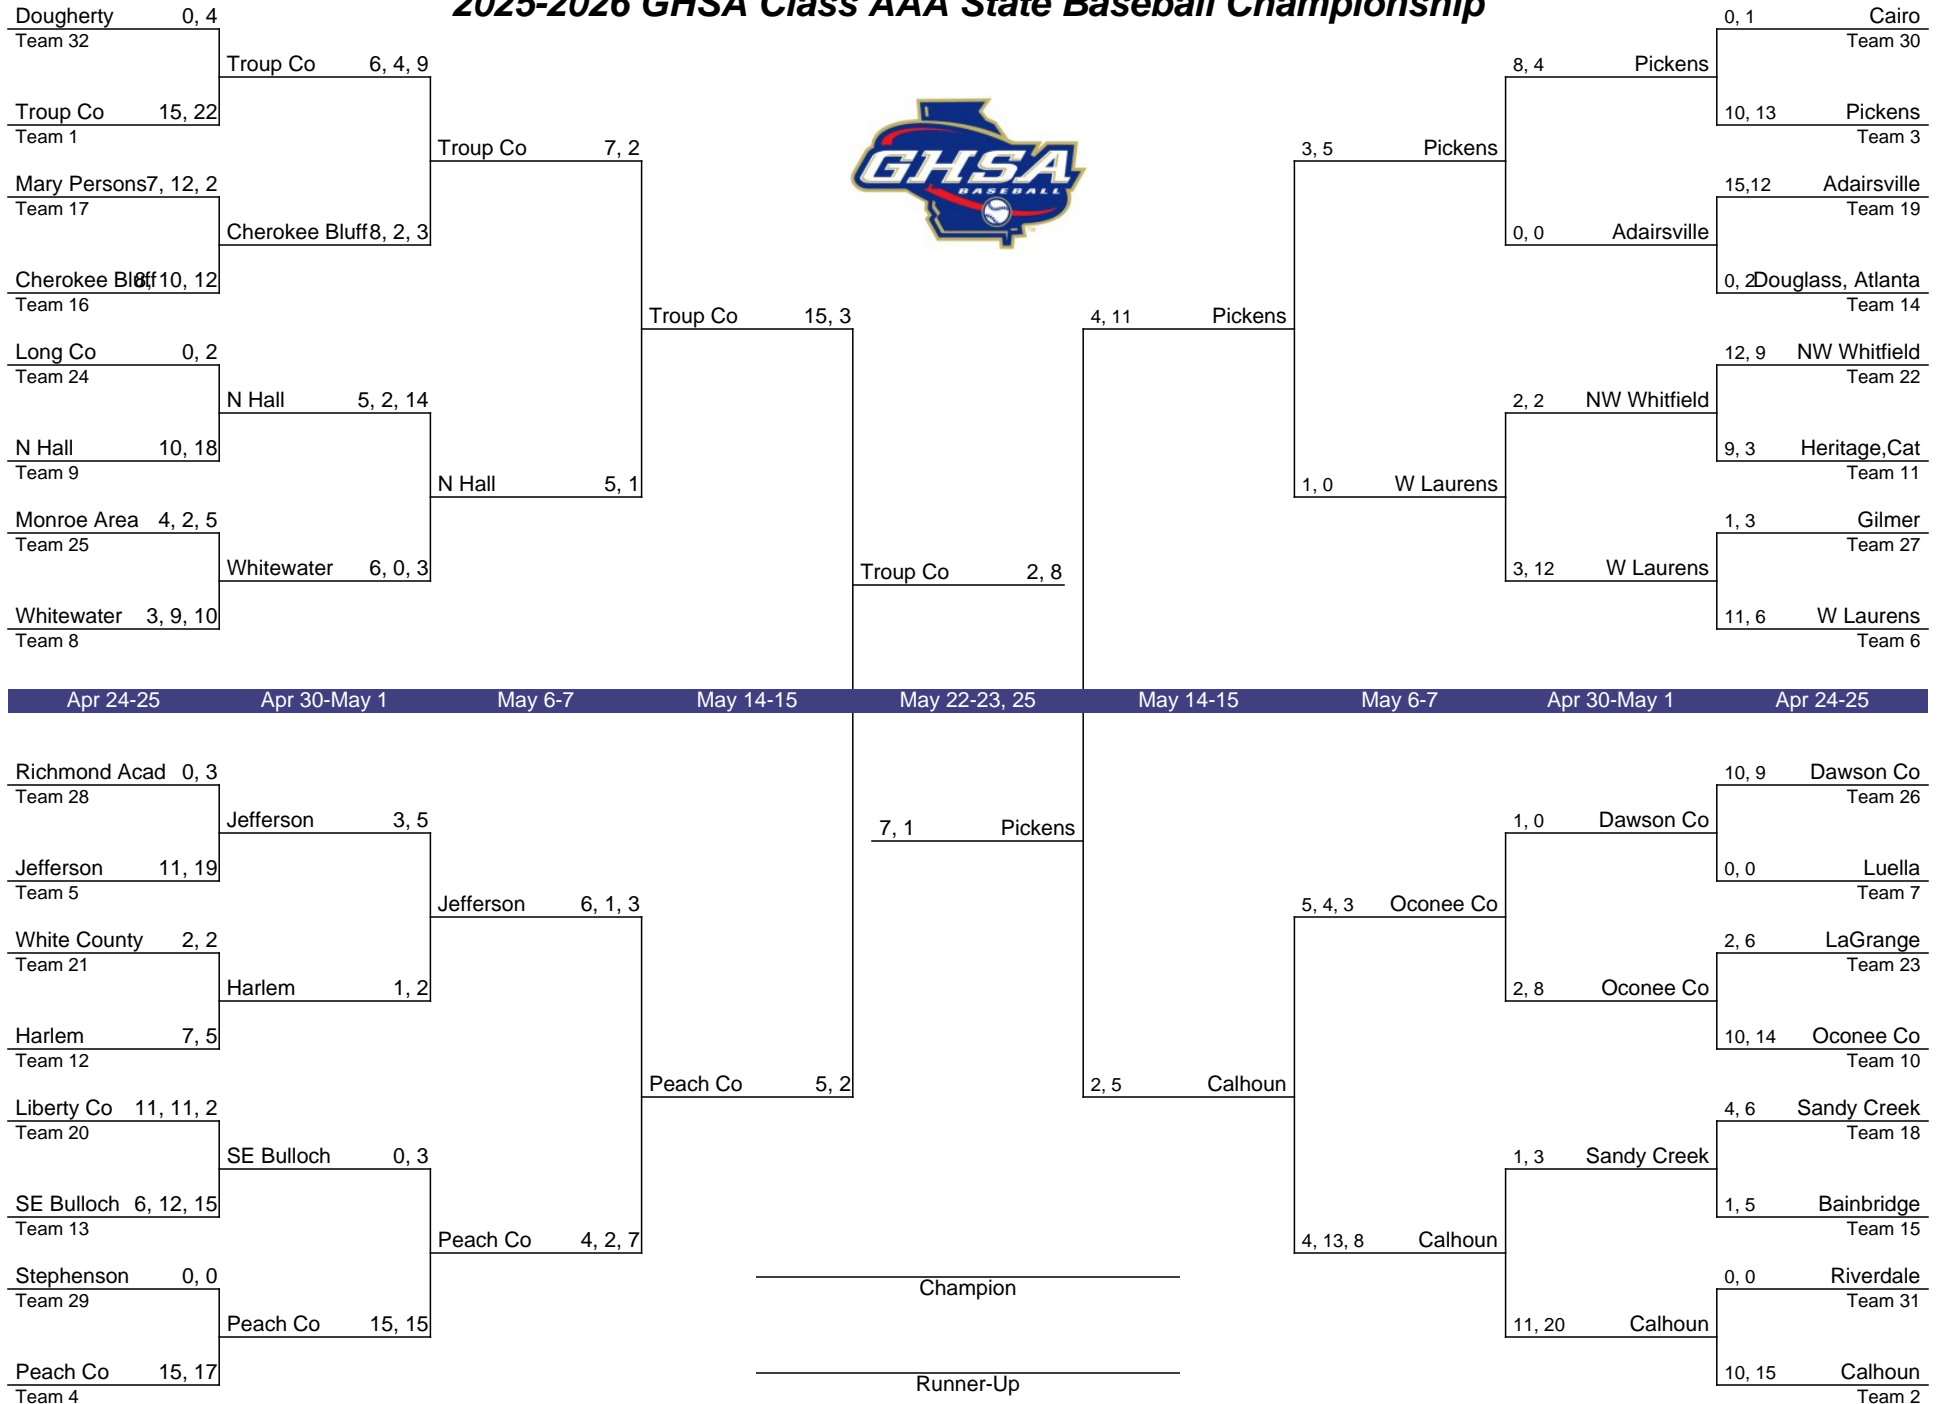 2025-2026 GHSA Class AAA State Baseball Championship
Dougherty 0, 4
Team 32
Troup Co 6, 4, 9
Troup Co 15, 22
Team 1
Troup Co 7, 2
Mary Persons 7, 12, 2
Team 17
Cherokee Bluff 8, 2, 3
Cherokee Bluff 8, 10, 12
Team 16
Troup Co 15, 3
Long Co 0, 2
Team 24
N Hall 5, 2, 14
N Hall 10, 18
Team 9
N Hall 5, 1
Monroe Area 4, 2, 5
Team 25
Whitewater 6, 0, 3
Whitewater 3, 9, 10
Team 8
Troup Co 2, 8
GHSA
BASEBALL
0, 1 Cairo
Team 30
8, 4 Pickens
10, 13 Pickens
Team 3
3, 5 Pickens
15,12 Adairsville
Team 19
0, 0 Adairsville
0, 2 Douglass, Atlanta
Team 14
4, 11 Pickens
12, 9 NW Whitfield
Team 22
2, 2 NW Whitfield
9, 3 Heritage,Cat
Team 11
1, 0 W Laurens
1, 3 Gilmer
Team 27
3, 12 W Laurens
11, 6 W Laurens
Team 6
Apr 24-25 Apr 30-May 1 May 6-7 May 14-15 May 22-23, 25 May 14-15 May 6-7 Apr 30-May 1 Apr 24-25
Richmond Acad 0, 3
Team 28
Jefferson 3, 5
Jefferson 11, 19
Team 5
Jefferson 6, 1, 3
White County 2, 2
Team 21
Harlem 1, 2
Harlem 7, 5
Team 12
Peach Co 5, 2
Liberty Co 11, 11, 2
Team 20
SE Bulloch 0, 3
SE Bulloch 6, 12, 15
Team 13
Peach Co 4, 2, 7
Stephenson 0, 0
Team 29
Peach Co 15, 15
Peach Co 15, 17
Team 4
7, 1 Pickens
10, 9 Dawson Co
Team 26
1, 0 Dawson Co
0, 0 Luella
Team 7
5, 4, 3 Oconee Co
2, 6 LaGrange
Team 23
2, 8 Oconee Co
10, 14 Oconee Co
Team 10
2, 5 Calhoun
4, 6 Sandy Creek
Team 18
1, 3 Sandy Creek
1, 5 Bainbridge
Team 15
4, 13, 8 Calhoun
0, 0 Riverdale
Team 31
11, 20 Calhoun
10, 15 Calhoun
Team 2
Champion
Runner-Up